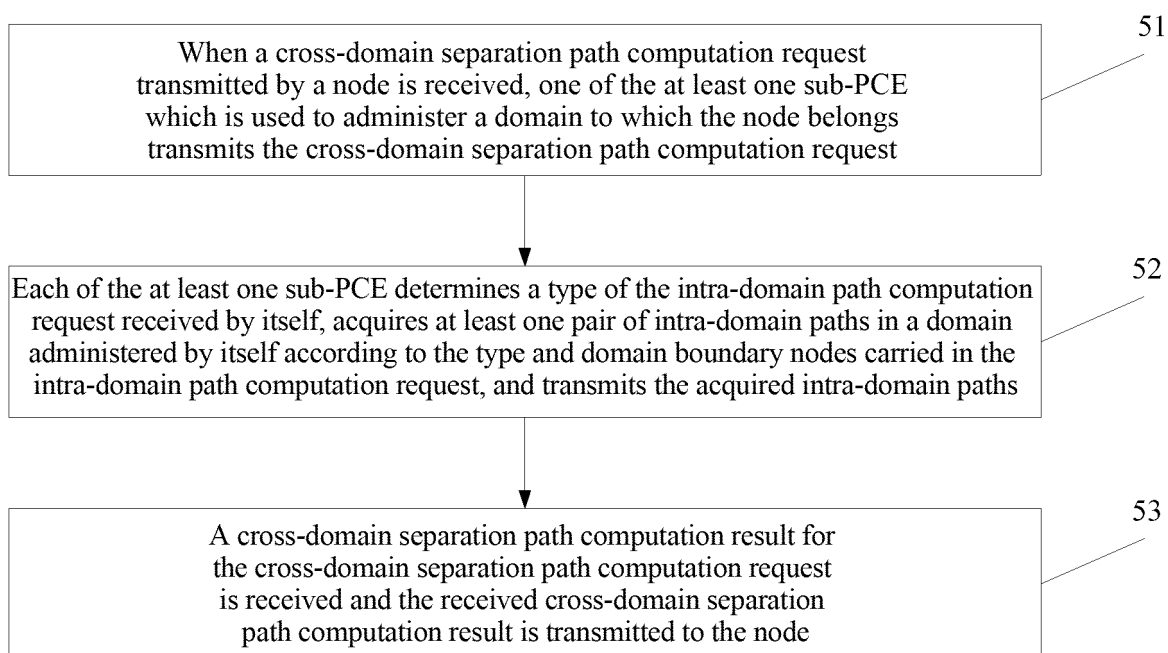 51
When a cross-domain separation path computation request
transmitted by a node is received, one of the at least one sub-PCE
which is used to administer a domain to which the node belongs
transmits the cross-domain separation path computation request
52
Each of the at least one sub-PCE determines a type of the intra-domain path computation
request received by itself, acquires at least one pair of intra-domain paths in a domain
administered by itself according to the type and domain boundary nodes carried in the
intra-domain path computation request, and transmits the acquired intra-domain paths
53
A cross-domain separation path computation result for
the cross-domain separation path computation request
is received and the received cross-domain separation
path computation result is transmitted to the node